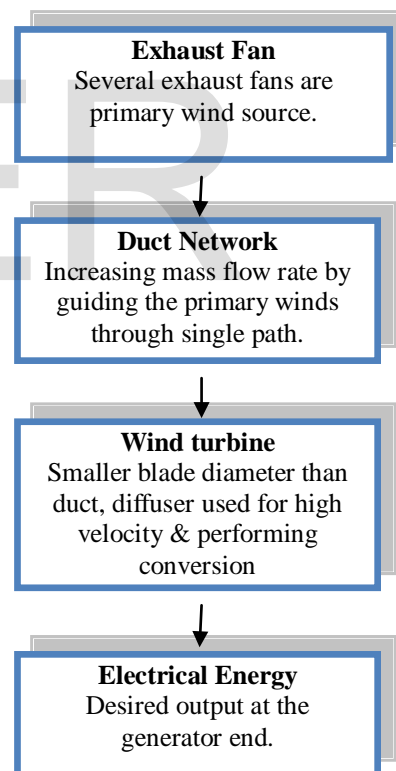 Exhaust Fan
Several exhaust fans are
primary wind source.
Duct Network
Increasing mass flow rate by
guiding the primary winds
through single path.
Wind turbine
Smaller blade diameter than
duct, diffuser used for high
velocity & performing
conversion
Electrical Energy
Desired output at the
generator end.